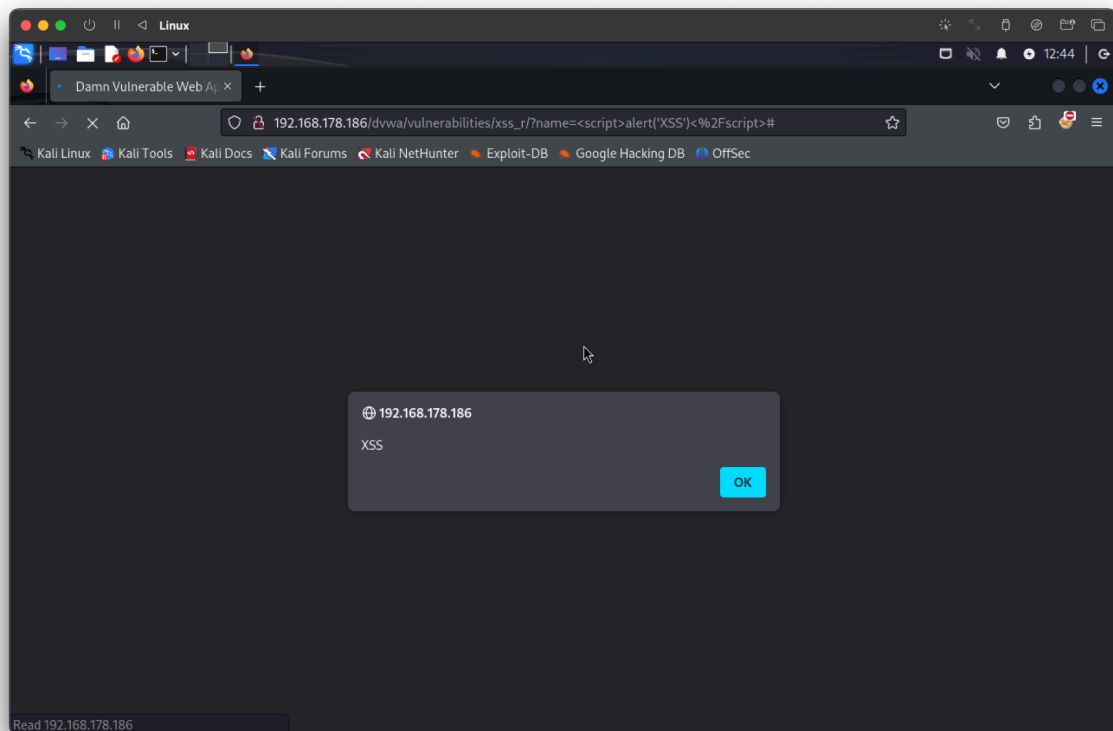 Linux
12:44
Damn Vulnerable Web Ap
192.168.178.186/dvwa/vulnerabilities/xss_r/?name=<script>alert('XSS')<%2Fscript>#
Kali Linux Kali Tools Kali Docs Kali Forums Kali NetHunter Exploit-DB Google Hacking DB OffSec
192.168.178.186
XSS
OK
Read 192.168.178.186